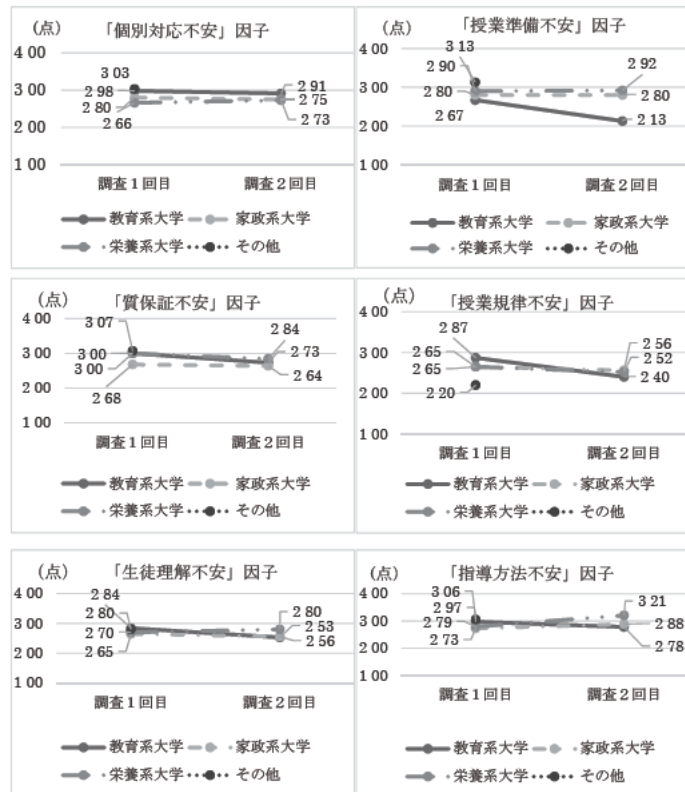 (点) 「個別対応不安」因子
4 00
3 00
2 00
1 00
3 03
2 98
2 80
2 66
2 91
2 75
2 73
調査1回目 調査2回目
教育系大学 家政系大学
栄養系大学 その他
(点) 「授業準備不安」因子
4 00
3 00
2 00
1 00
3 13
2 90
2 80
2 67
2 92
2 80
2 13
調査1回目 調査2回目
教育系大学 家政系大学
栄養系大学 その他
(点) 「質保証不安」因子
4 00
3 00
2 00
1 00
3 07
3 00
3 00
2 68
2 84
2 73
2 64
調査1回目 調査2回目
教育系大学 家政系大学
栄養系大学 その他
(点) 「授業規律不安」因子
4 00
3 00
2 00
1 00
2 87
2 65
2 65
2 20
2 56
2 52
2 40
調査1回目 調査2回目
教育系大学 家政系大学
栄養系大学 その他
(点) 「生徒理解不安」因子
4 00
3 00
2 00
1 00
2 84
2 80
2 70
2 65
2 80
2 53
2 56
調査1回目 調査2回目
教育系大学 家政系大学
栄養系大学 その他
(点) 「指導方法不安」因子
4 00
3 00
2 00
1 00
3 06
2 97
2 79
2 73
3 21
2 88
2 78
調査1回目 調査2回目
教育系大学 家政系大学
栄養系大学 その他